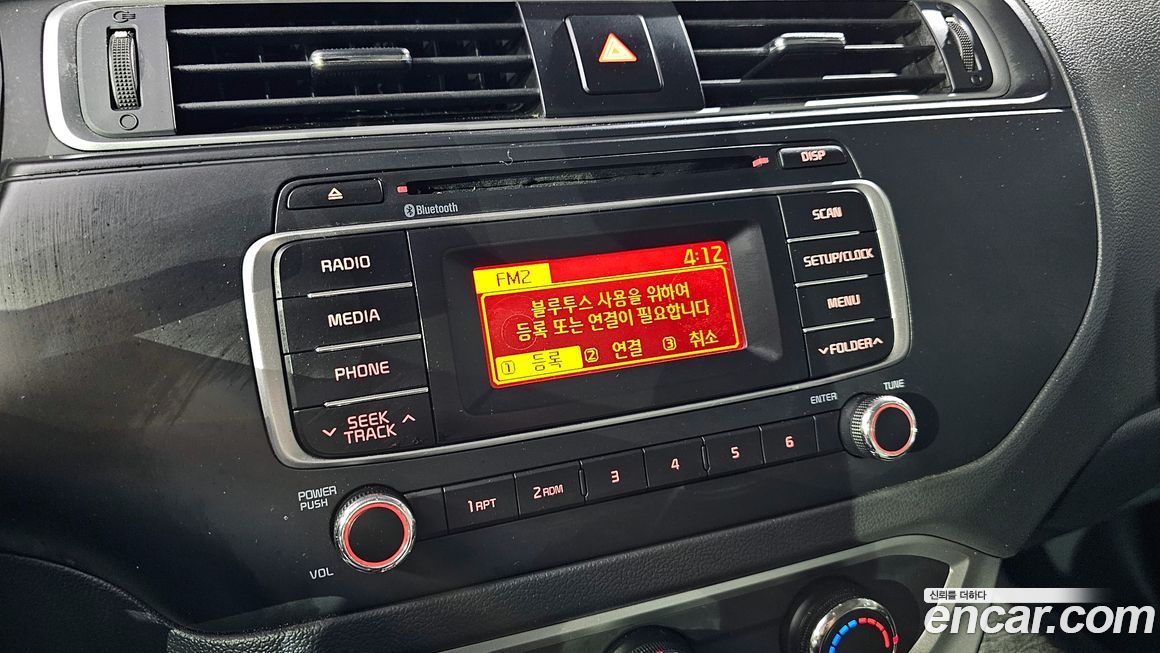 DISP
Bluetooth
RADIO
MEDIA
PHONE
SEEK
TRACK
FM2
4:12
블루투스 사용을 위하여
등록 또는 연결이 필요합니다
1 등록 2 연결 3 취소
SCAN
SETUP/CLOCK
MENU
FOLDER
ENTER
TUNE
POWER
PUSH
VOL
1 RPT
2 RDM
3
4
5
6
신뢰를 더하다
encar.com